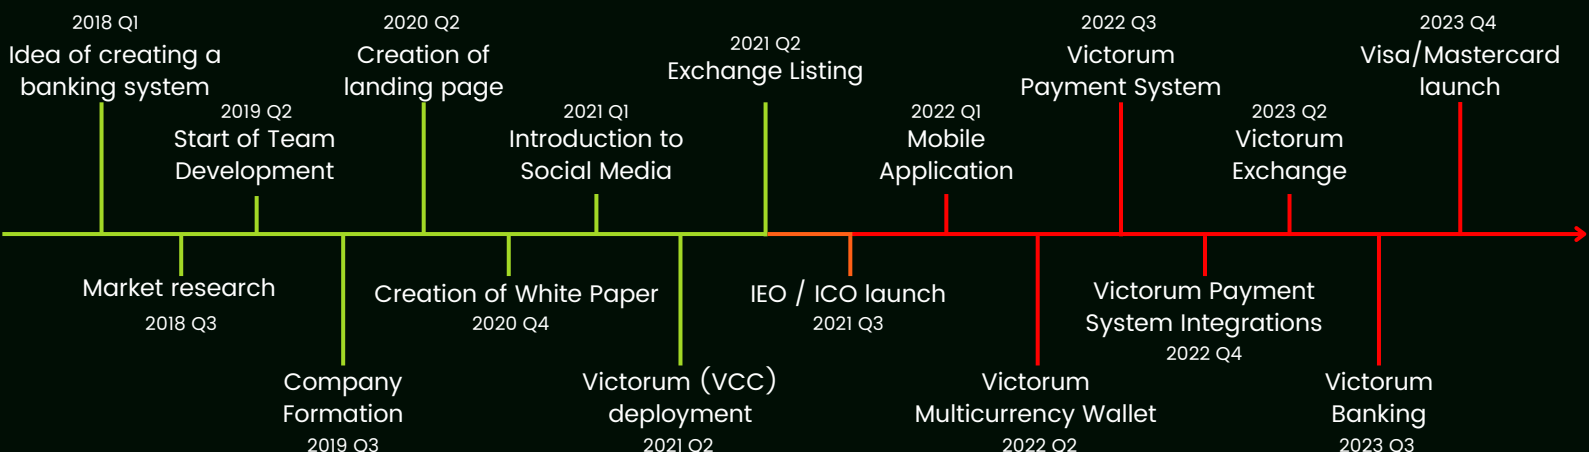 2018 Q1
Idea of creating a
banking system
Market research
2018 Q3
2019 Q2
Start of Team
Development
Company
Formation
2019 Q3
2020 Q2
Creation of
landing page
Creation of White Paper
2020 Q4
2021 Q1
Introduction to
Social Media
Victorum (VCC)
deployment
2021 Q2
2021 Q2
Exchange Listing
IEO / ICO launch
2021 Q3
2022 Q1
Mobile
Application
Victorum
Multicurrency Wallet
2022 Q2
2022 Q3
Victorum
Payment System
Victorum Payment
System Integrations
2022 Q4
2023 Q2
Victorum
Exchange
Victorum
Banking
2023 Q3
2023 Q4
Visa/Mastercard
launch